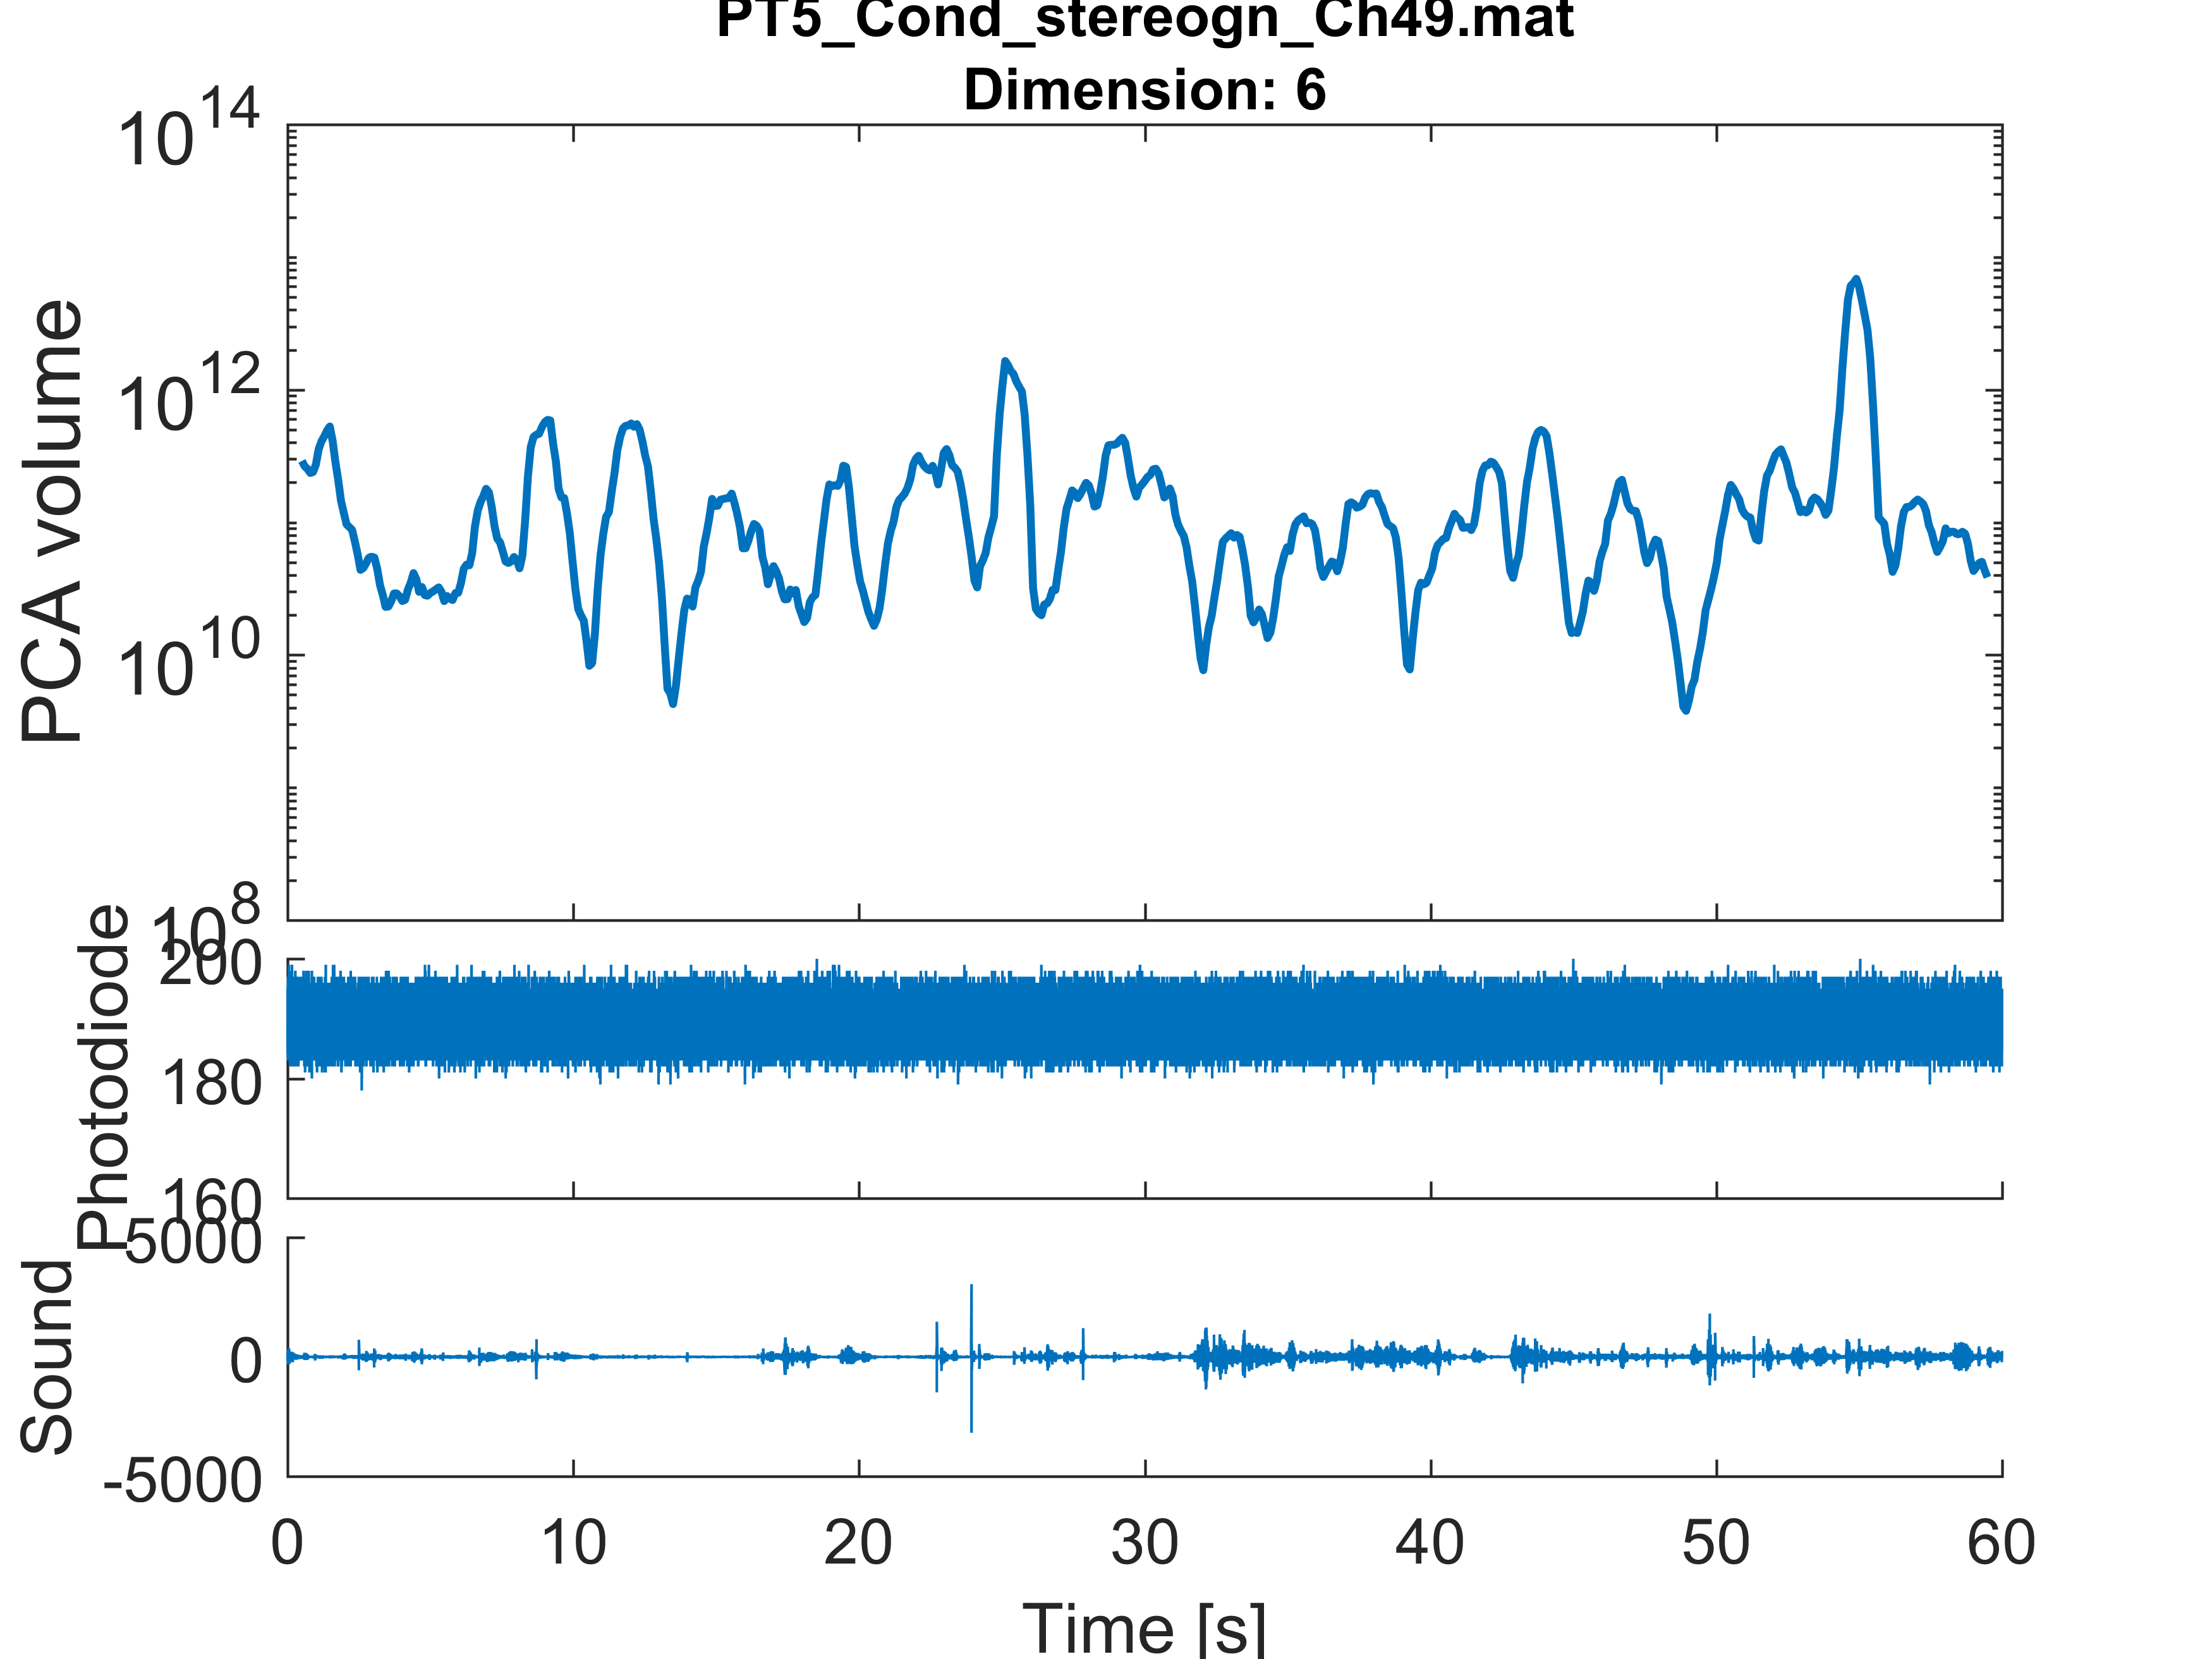 PT5_Cond_stereogn_Ch49.mat
Dimension: 6
PCA volume
10^14
10^12
10^10
10^8
Photodiode
200
180
160
Sound
5000
0
-5000
0 10 20 30 40 50 60
Time [s]